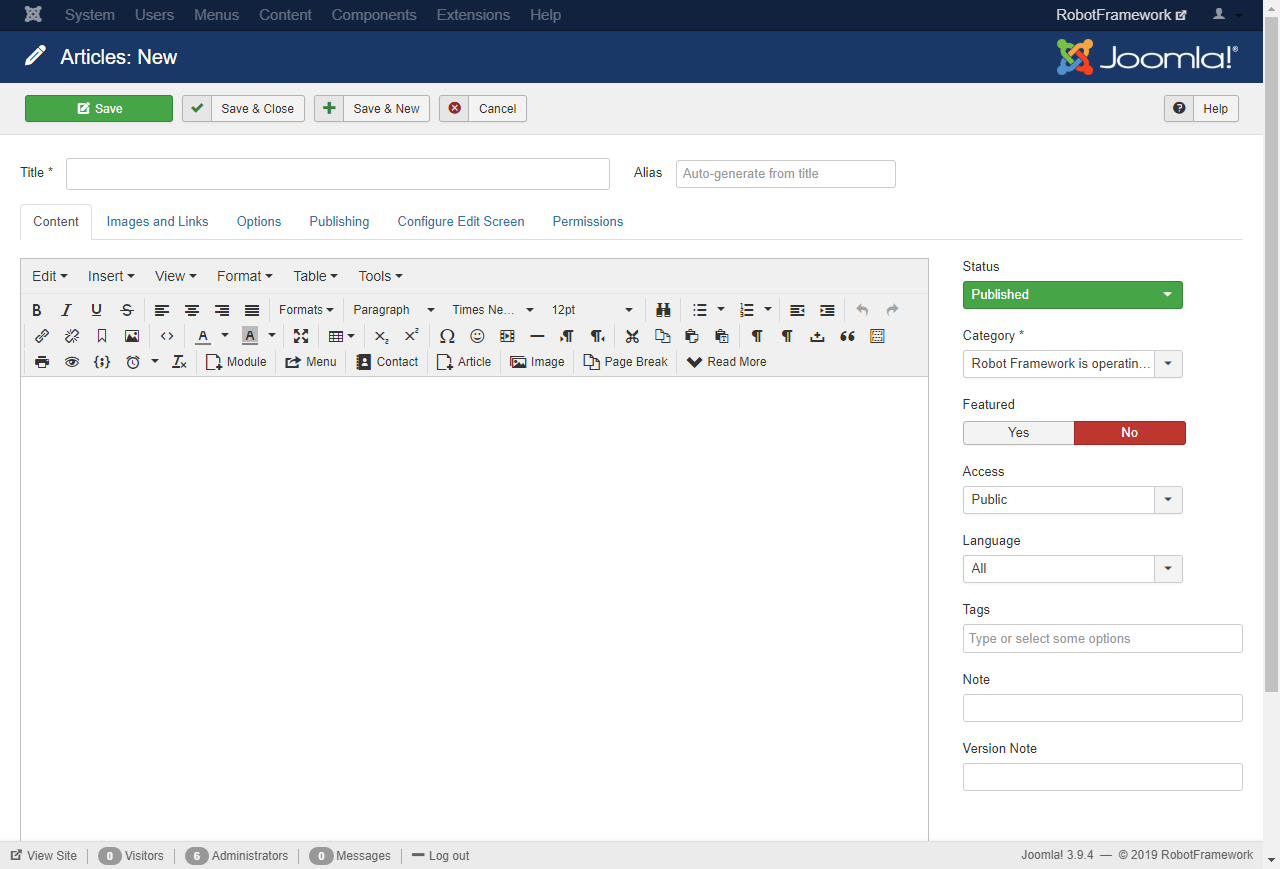 System Users Menus Content Components Extensions Help RobotFramework
Articles: New Joomla!®
Save Save & Close Save & New Cancel Help
Title * Alias Auto-generate from title
Content Images and Links Options Publishing Configure Edit Screen Permissions
Edit Insert View Format Table Tools
B I U S Formats Paragraph Times Ne... 12pt
A A
Module Menu Contact Article Image Page Break Read More
Status
Published
Category *
Robot Framework is operatin...
Featured
Yes No
Access
Public
Language
All
Tags
Type or select some options
Note
Version Note
View Site 0 Visitors 6 Administrators 0 Messages Log out Joomla! 3.9.4 — © 2019 RobotFramework